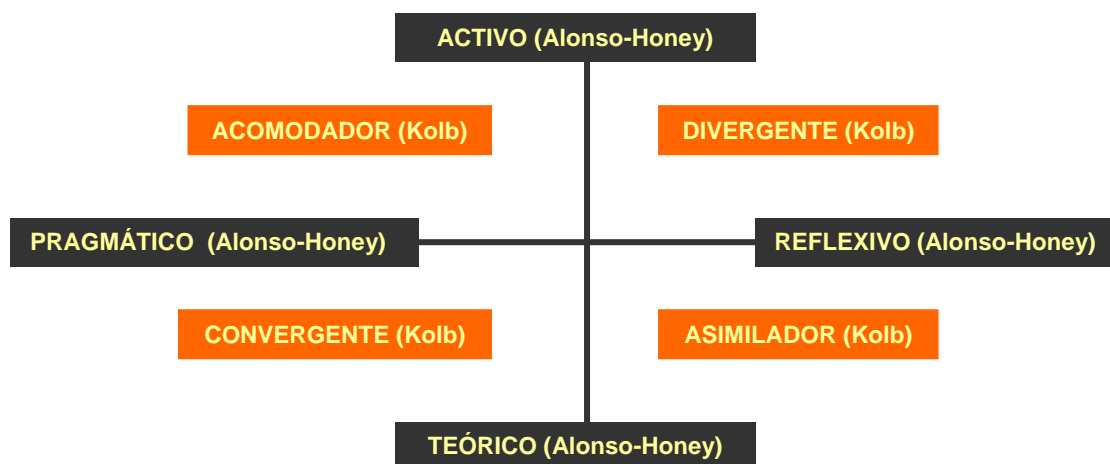 ACTIVO (Alonso-Honey)
ACOMODADOR (Kolb)
DIVERGENTE (Kolb)
PRAGMÁTICO (Alonso-Honey)
REFLEXIVO (Alonso-Honey)
CONVERGENTE (Kolb)
ASIMILADOR (Kolb)
TEÓRICO (Alonso-Honey)